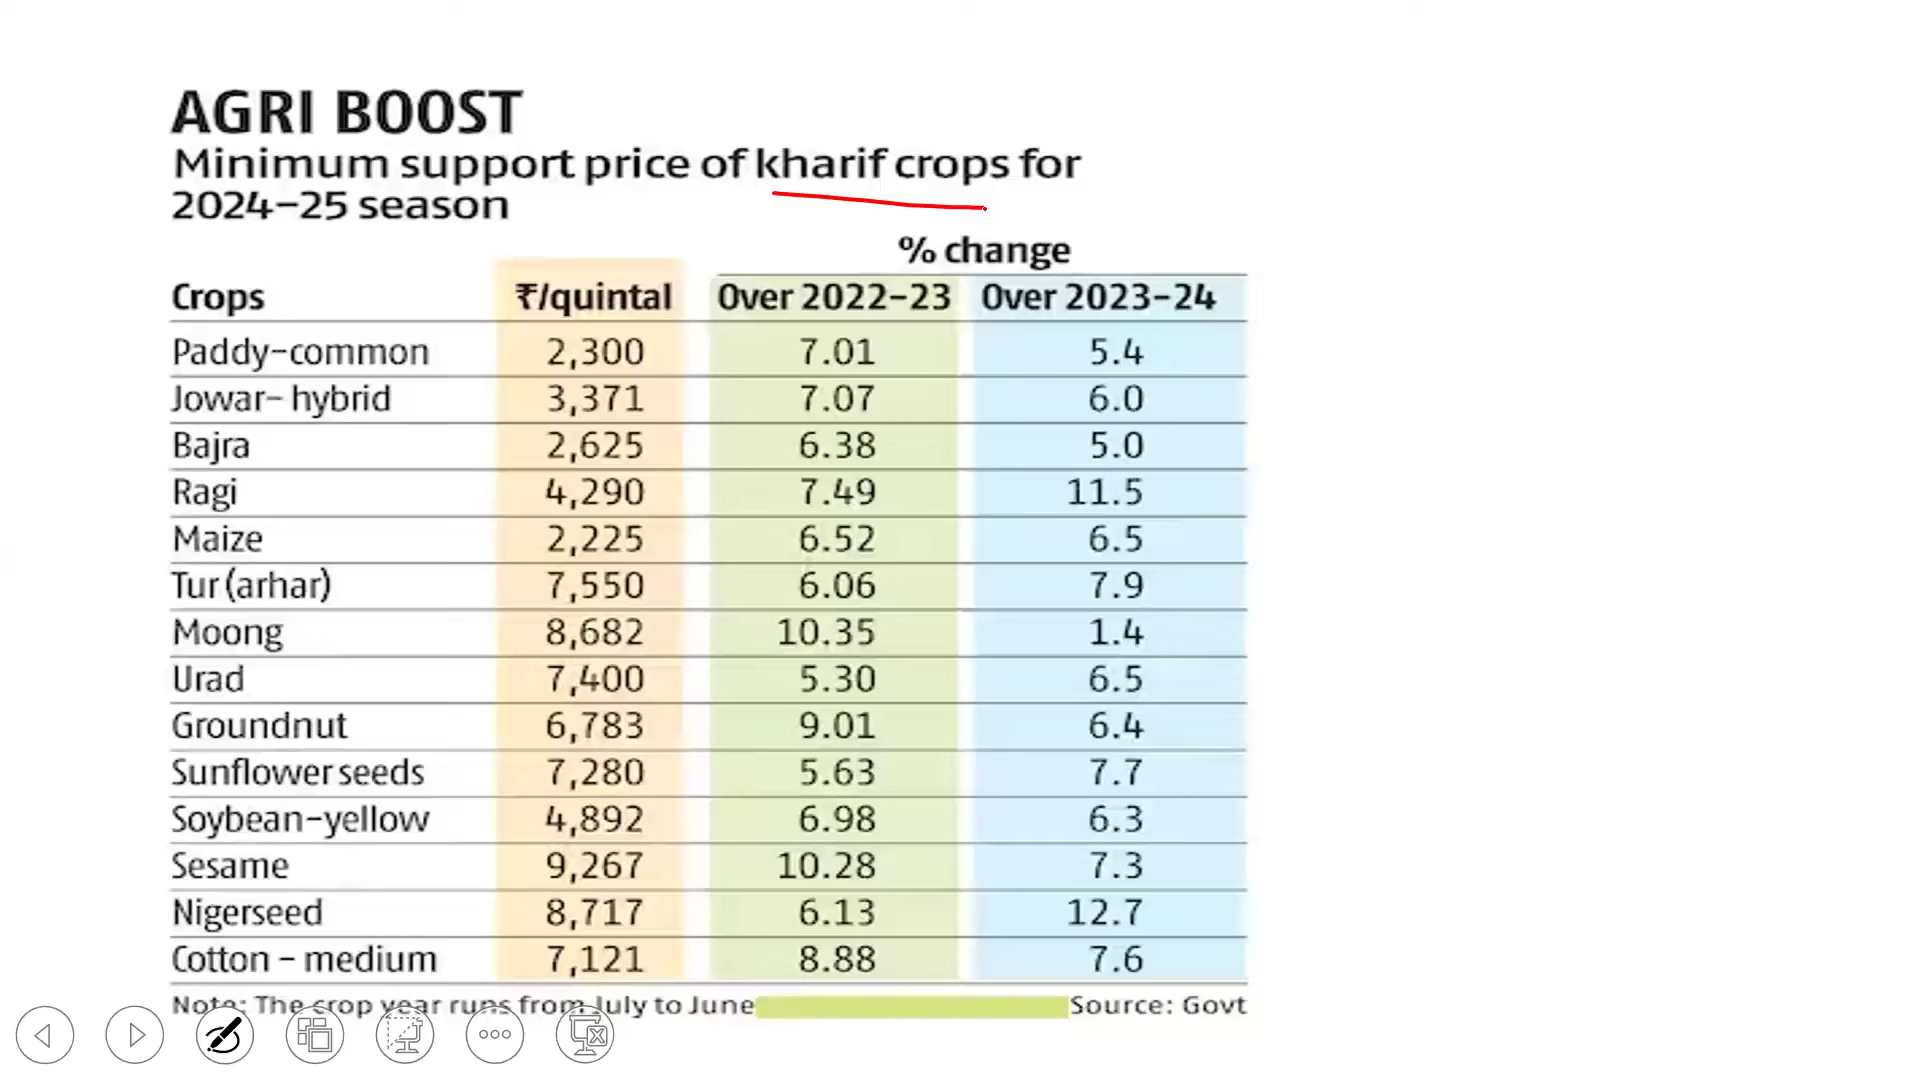 AGRI BOOST
Minimum support price of kharif crops for
2024–25 season
% change
Crops ₹/quintal Over 2022–23 Over 2023–24
Paddy–common 2,300 7.01 5.4
Jowar– hybrid 3,371 7.07 6.0
Bajra 2,625 6.38 5.0
Ragi 4,290 7.49 11.5
Maize 2,225 6.52 6.5
Tur (arhar) 7,550 6.06 7.9
Moong 8,682 10.35 1.4
Urad 7,400 5.30 6.5
Groundnut 6,783 9.01 6.4
Sunflower seeds 7,280 5.63 7.7
Soybean–yellow 4,892 6.98 6.3
Sesame 9,267 10.28 7.3
Nigerseed 8,717 6.13 12.7
Cotton – medium 7,121 8.88 7.6
Note: The crop year runs from July to June Source: Govt